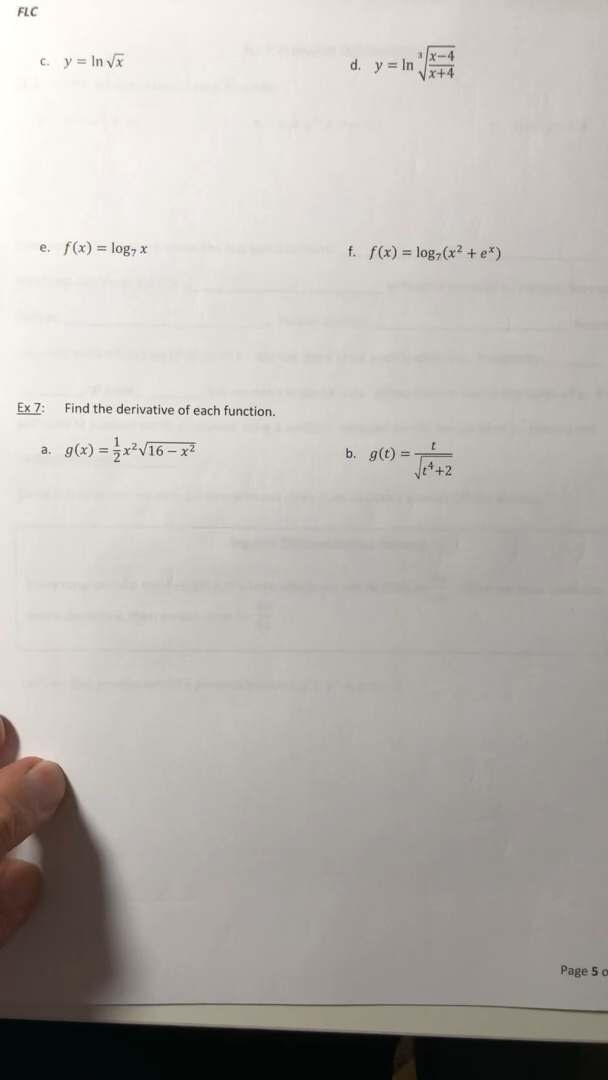 FLC
c. y = ln √x
d. y = ln ∛((x−4)/(x+4))
e. f(x) = log₇ x
f. f(x) = log₇(x² + eˣ)
Ex 7: Find the derivative of each function.
a. g(x) = ½x²√(16 − x²)
b. g(t) = t/√(t⁴+2)
Page 5 o